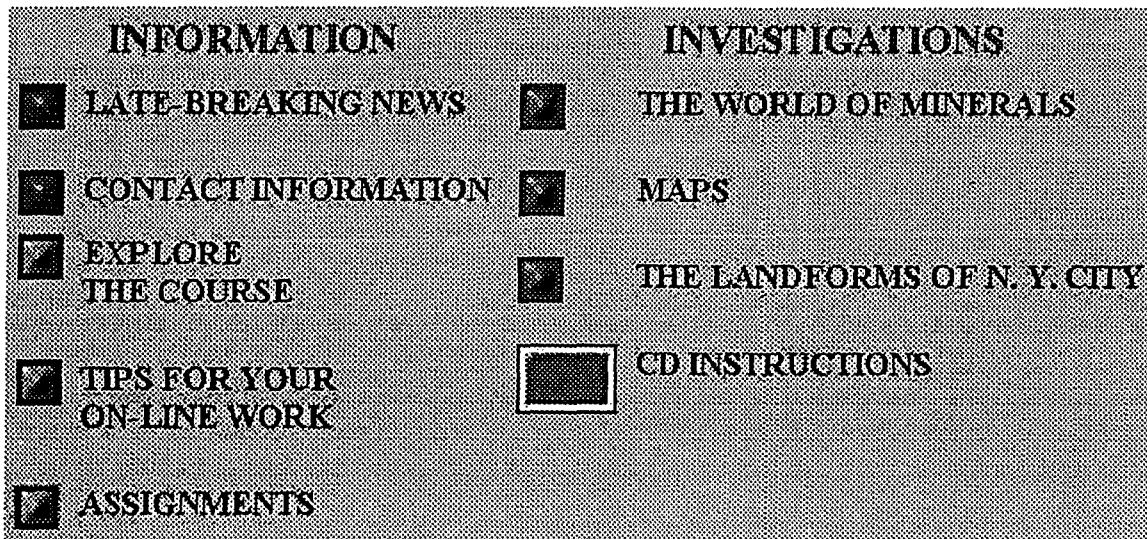 INFORMATION
LATE-BREAKING NEWS
CONTACT INFORMATION
EXPLORE
THE COURSE
TIPS FOR YOUR
ON-LINE WORK
ASSIGNMENTS
INVESTIGATIONS
THE WORLD OF MINERALS
MAPS
THE LANDFORMS OF N. Y. CITY
CD INSTRUCTIONS